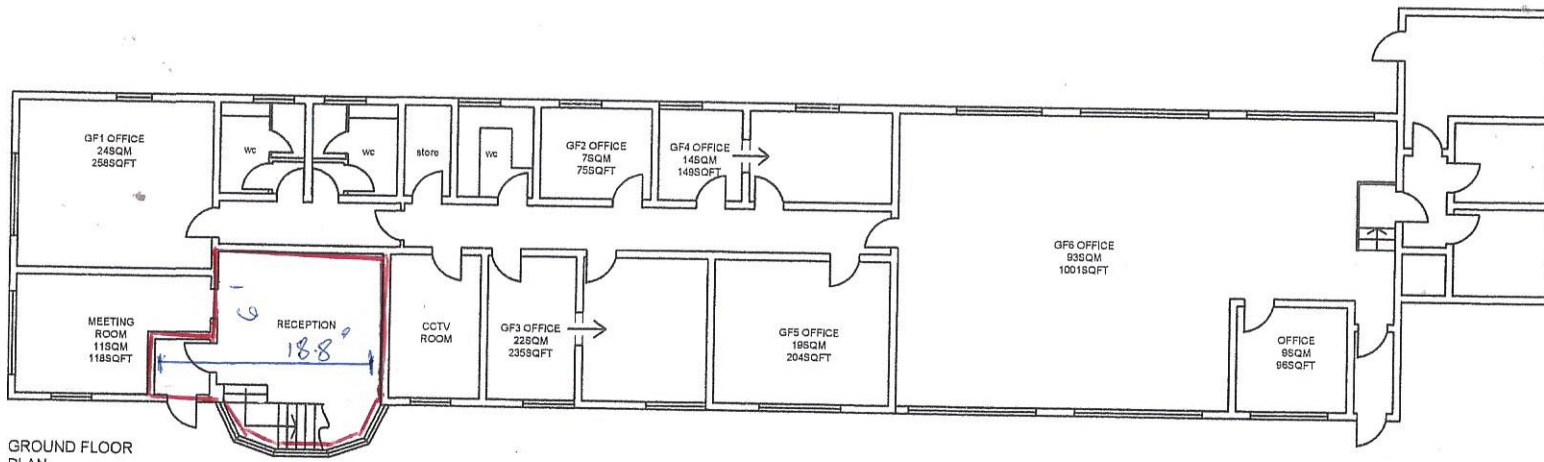 GF1 OFFICE
24SQM
258SQFT
wc
wc
store
wc
GF2 OFFICE
7SQM
75SQFT
GF4 OFFICE
14SQM
149SQFT
GF6 OFFICE
93SQM
1001SQFT
MEETING
ROOM
11SQM
118SQFT
RECEPTION
18.8
CCTV
ROOM
GF3 OFFICE
22SQM
235SQFT
GF5 OFFICE
19SQM
204SQFT
OFFICE
9SQM
96SQFT
GROUND FLOOR
PLAN